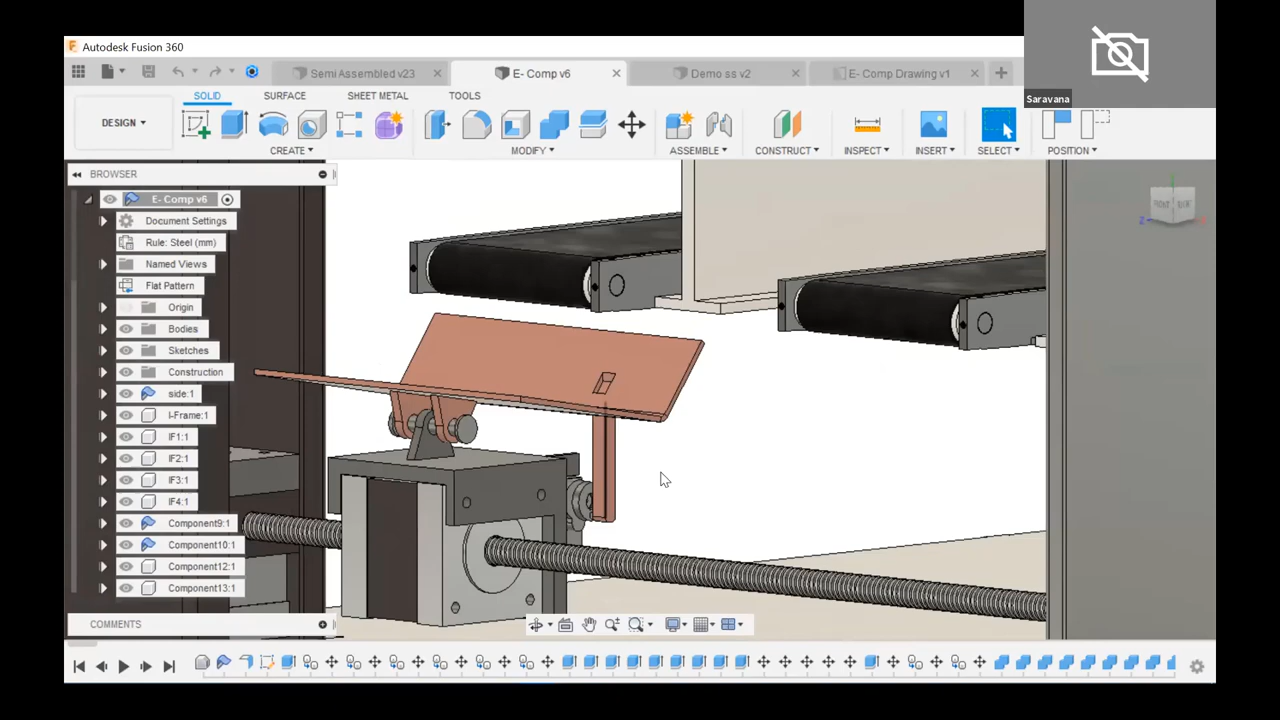 Autodesk Fusion 360
Semi Assembled v23
E- Comp v6
Demo ss v2
E- Comp Drawing v1
Saravana
SOLID
SURFACE
SHEET METAL
TOOLS
DESIGN
CREATE
MODIFY
ASSEMBLE
CONSTRUCT
INSPECT
INSERT
SELECT
POSITION
BROWSER
E- Comp v6
Document Settings
Rule: Steel (mm)
Named Views
Flat Pattern
Origin
Bodies
Sketches
Construction
side:1
I-Frame:1
IF1:1
IF2:1
IF3:1
IF4:1
Component9:1
Component10:1
Component12:1
Component13:1
FRONT
RIGHT
Z
COMMENTS